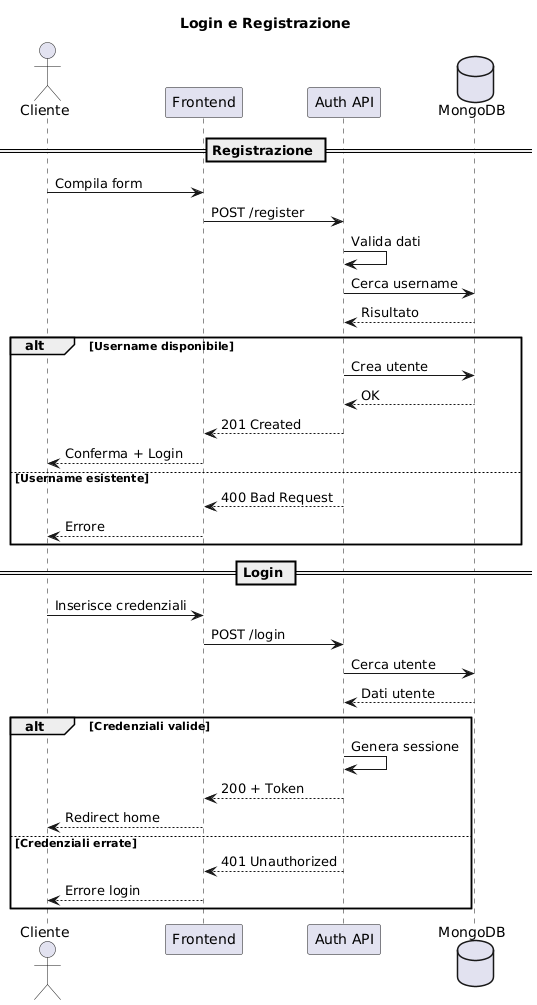 Login e Registrazione
Cliente
Frontend
Auth API
MongoDB
Registrazione
Compila form
POST /register
Valida dati
Cerca username
Risultato
alt [Username disponibile]
Crea utente
OK
201 Created
Conferma + Login
[Username esistente]
400 Bad Request
Errore
Login
Inserisce credenziali
POST /login
Cerca utente
Dati utente
alt [Credenziali valide]
Genera sessione
200 + Token
Redirect home
[Credenziali errate]
401 Unauthorized
Errore login
Cliente
Frontend
Auth API
MongoDB